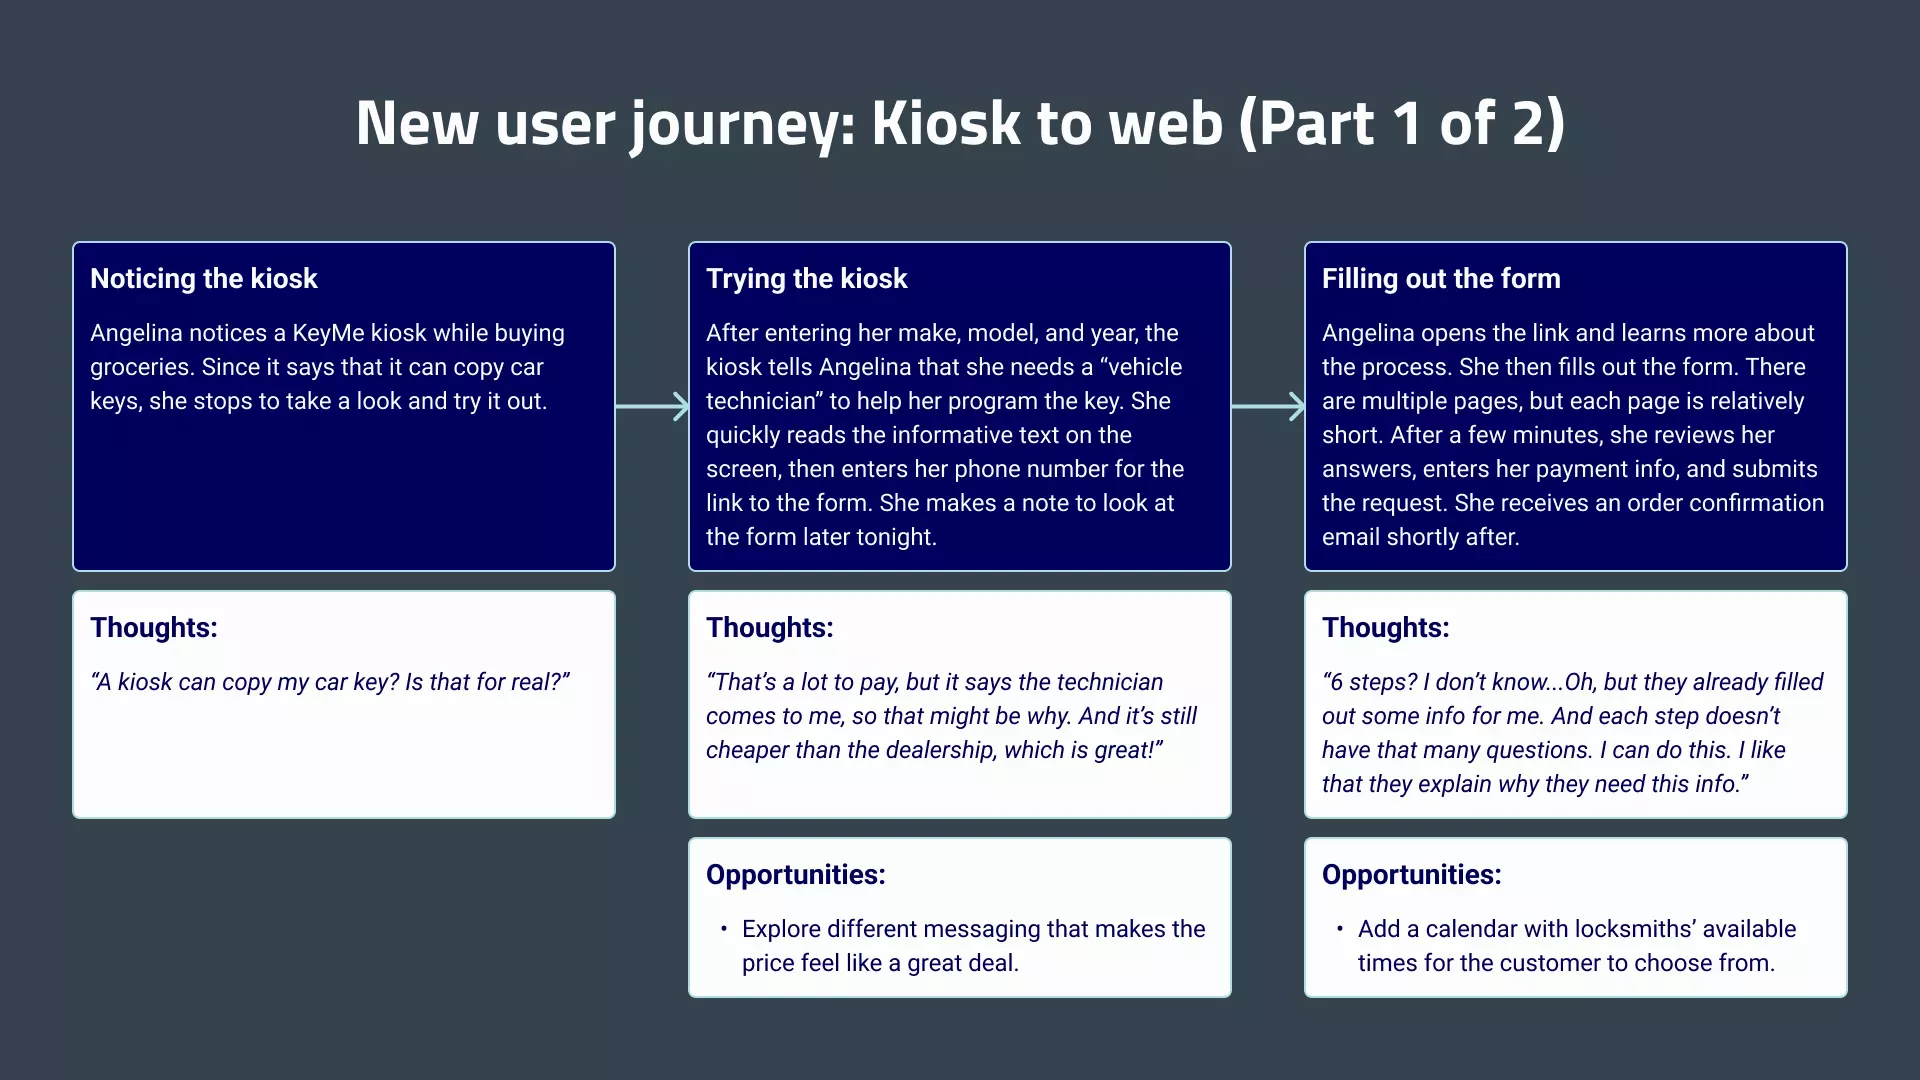 New user journey: Kiosk to web (Part 1 of 2)
Noticing the kiosk
Angelina notices a KeyMe kiosk while buying
groceries. Since it says that it can copy car
keys, she stops to take a look and try it out.
Thoughts:
“A kiosk can copy my car key? Is that for real?”
Trying the kiosk
After entering her make, model, and year, the
kiosk tells Angelina that she needs a “vehicle
technician” to help her program the key. She
quickly reads the informative text on the
screen, then enters her phone number for the
link to the form. She makes a note to look at
the form later tonight.
Thoughts:
“That’s a lot to pay, but it says the technician
comes to me, so that might be why. And it’s still
cheaper than the dealership, which is great!”
Opportunities:
• Explore different messaging that makes the
price feel like a great deal.
Filling out the form
Angelina opens the link and learns more about
the process. She then fills out the form. There
are multiple pages, but each page is relatively
short. After a few minutes, she reviews her
answers, enters her payment info, and submits
the request. She receives an order confirmation
email shortly after.
Thoughts:
“6 steps? I don’t know...Oh, but they already filled
out some info for me. And each step doesn’t
have that many questions. I can do this. I like
that they explain why they need this info.”
Opportunities:
• Add a calendar with locksmiths’ available
times for the customer to choose from.